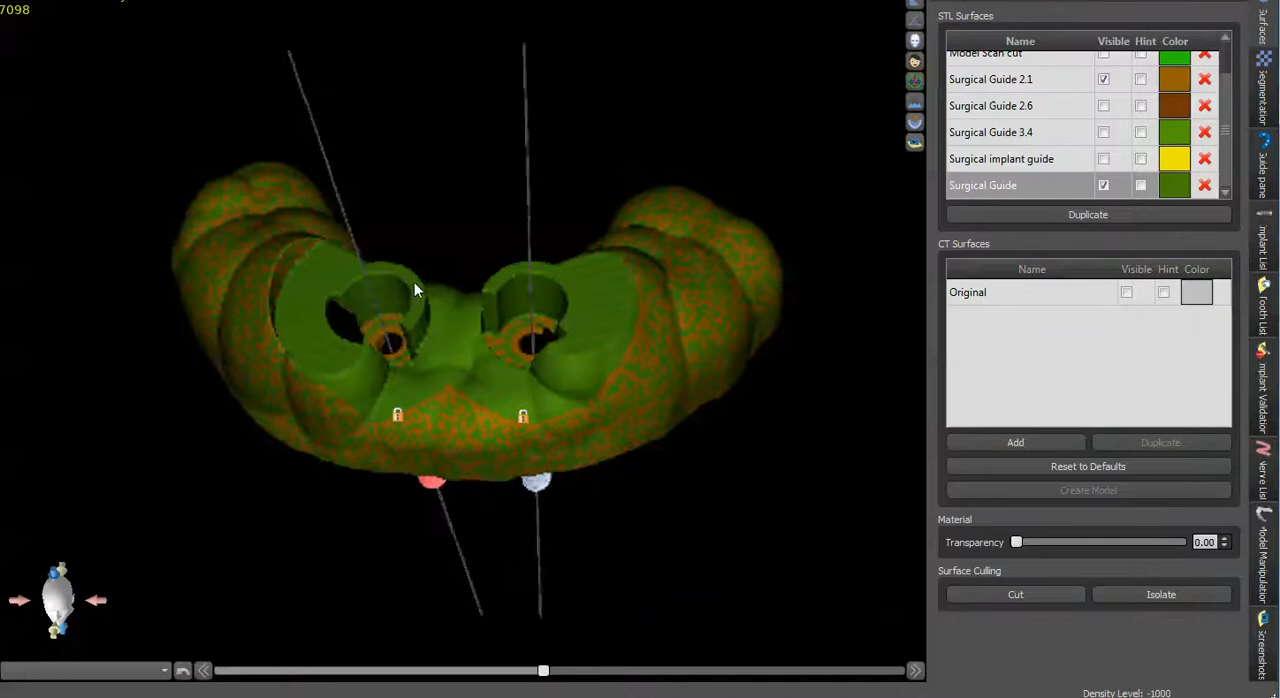 7098
STL Surfaces
Name Visible Hint Color
Model Scan cut
Surgical Guide 2.1
Surgical Guide 2.6
Surgical Guide 3.4
Surgical implant guide
Surgical Guide
Duplicate
CT Surfaces
Name Visible Hint Color
Original
Add Duplicate
Reset to Defaults
Create Model
Material
Transparency 0.00
Surface Culling
Cut Isolate
Density Level: -1000
Surfaces
Segmentation
Guide pane
Implant List
Tooth List
Implant Validation
Nerve List
Model Manipulation
Screenshots